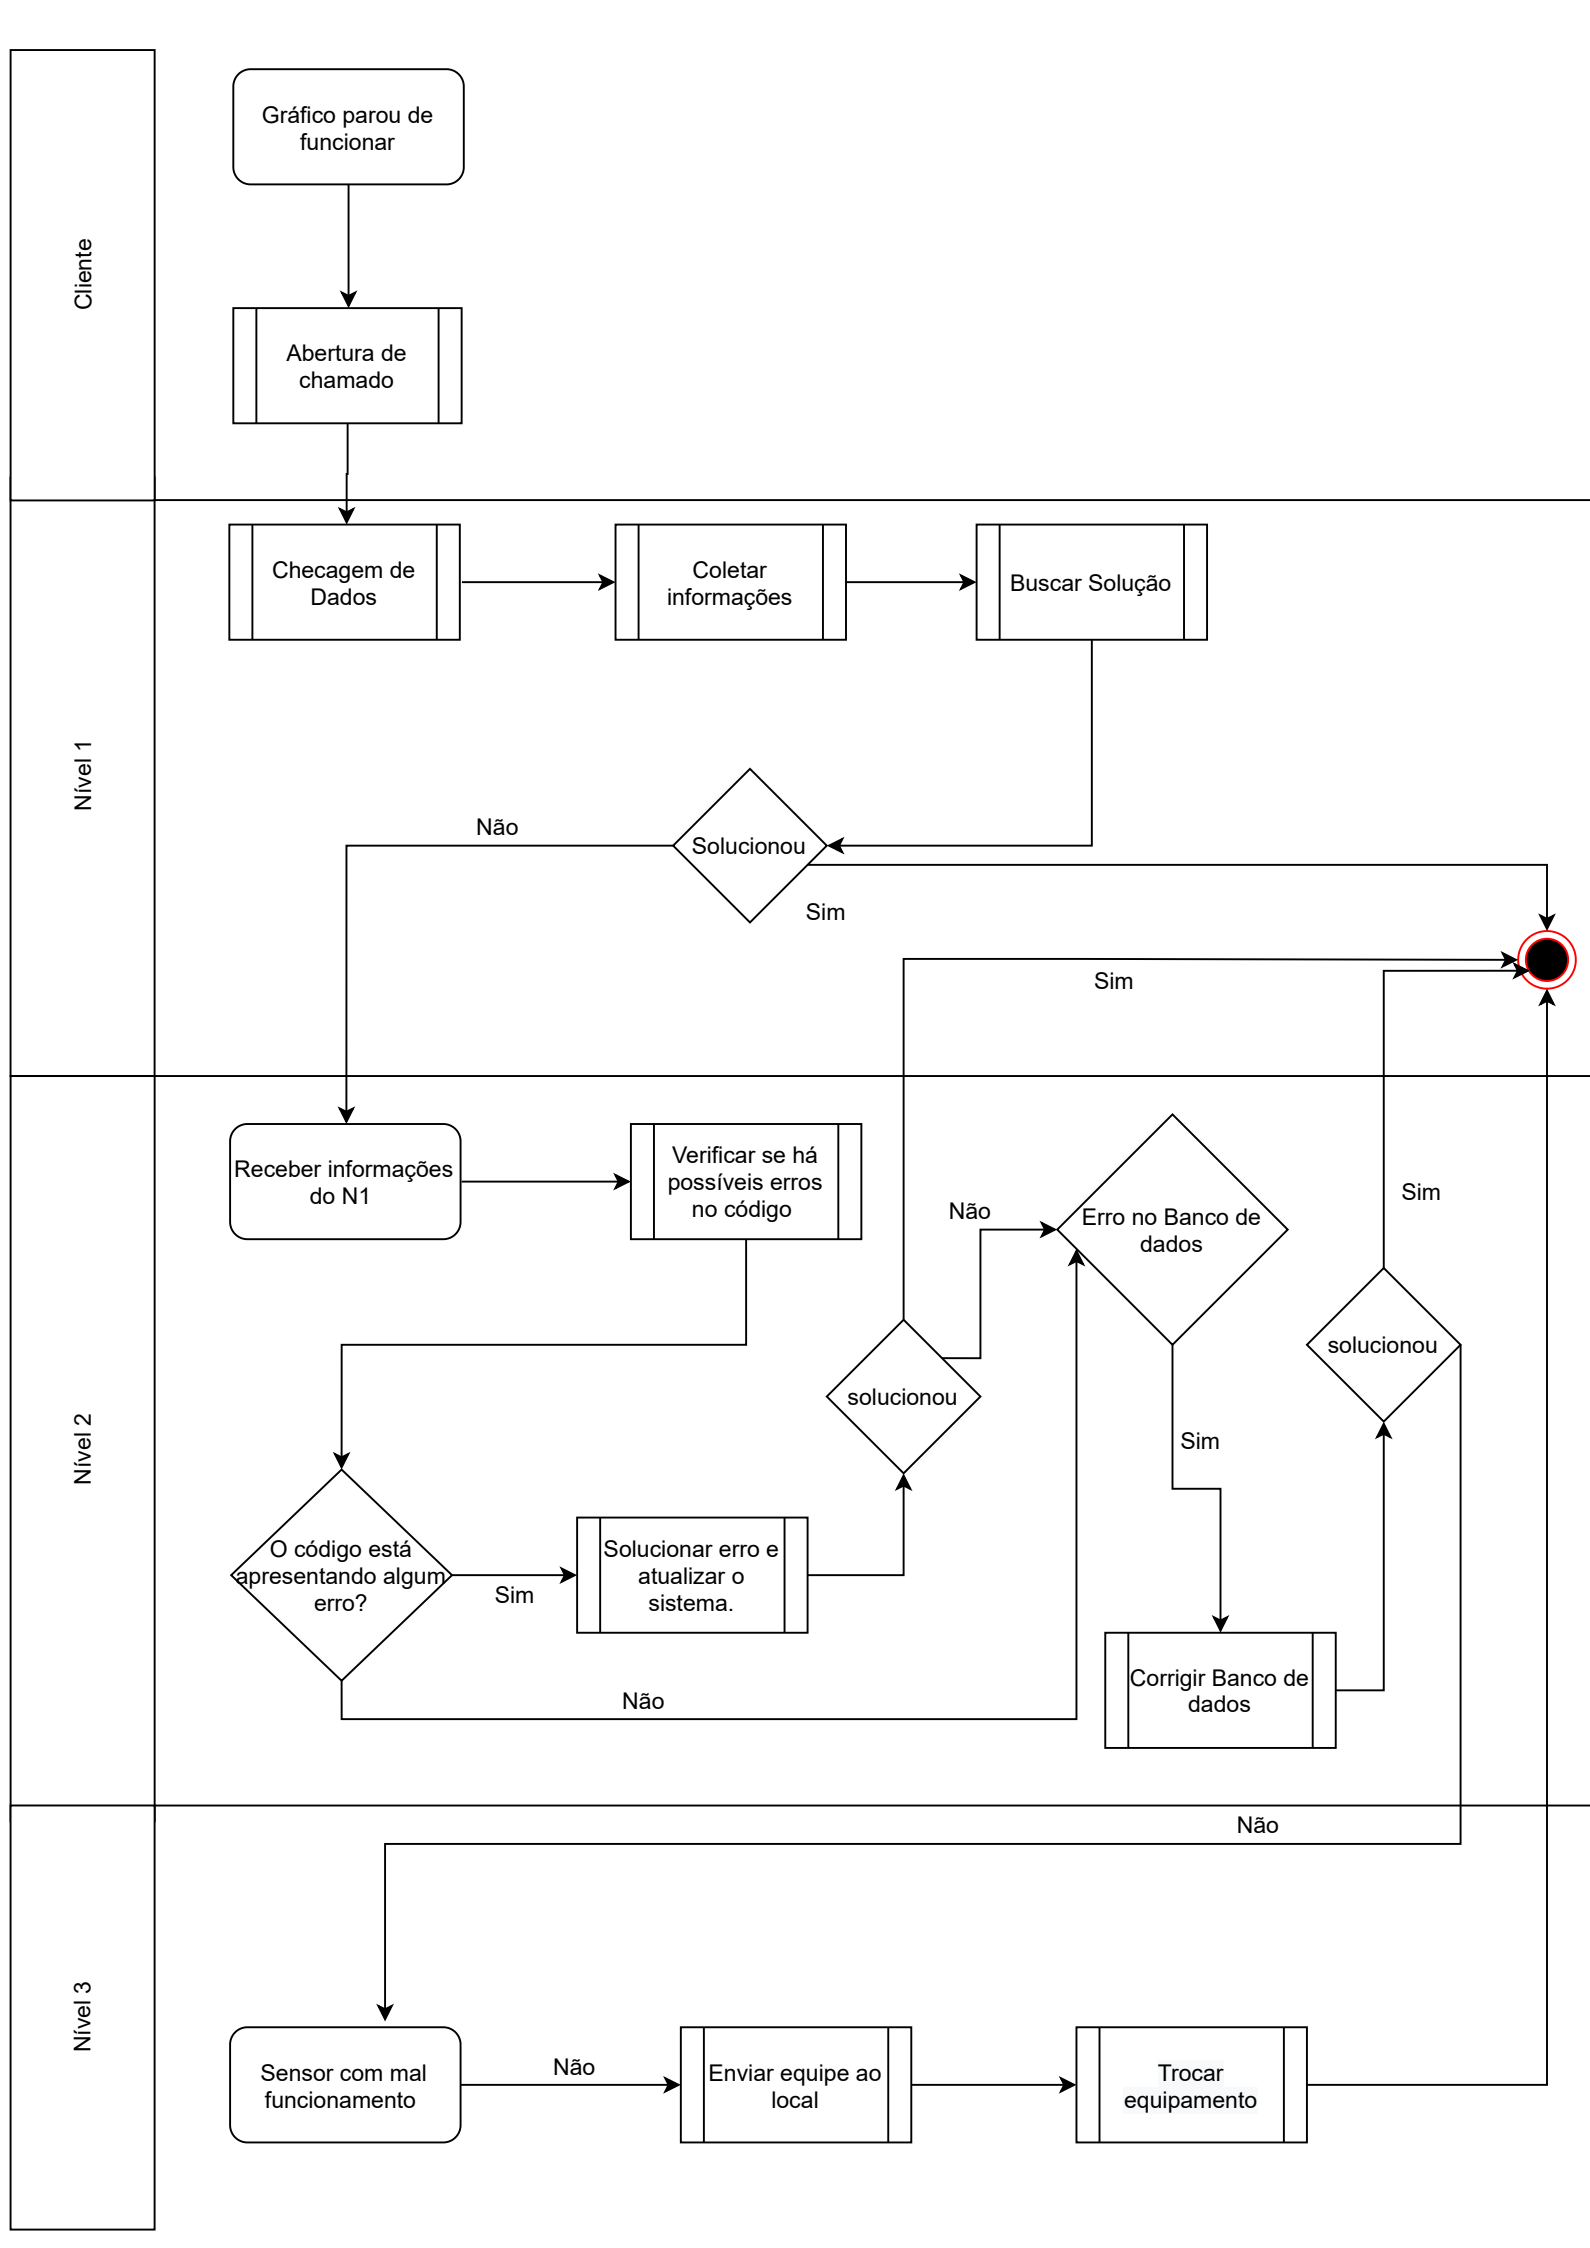 Cliente
Gráfico parou de
funcionar
Abertura de
chamado
Nível 1
Checagem de
Dados
Coletar
informações
Buscar Solução
Não
Solucionou
Sim
Sim
Nível 2
Receber informações
do N1
Verificar se há
possíveis erros
no código
Não
Erro no Banco de
dados
Sim
solucionou
solucionou
Sim
O código está
apresentando algum
erro?
Sim
Solucionar erro e
atualizar o
sistema.
Não
Corrigir Banco de
dados
Nível 3
Não
Sensor com mal
funcionamento
Não
Enviar equipe ao
local
Trocar
equipamento